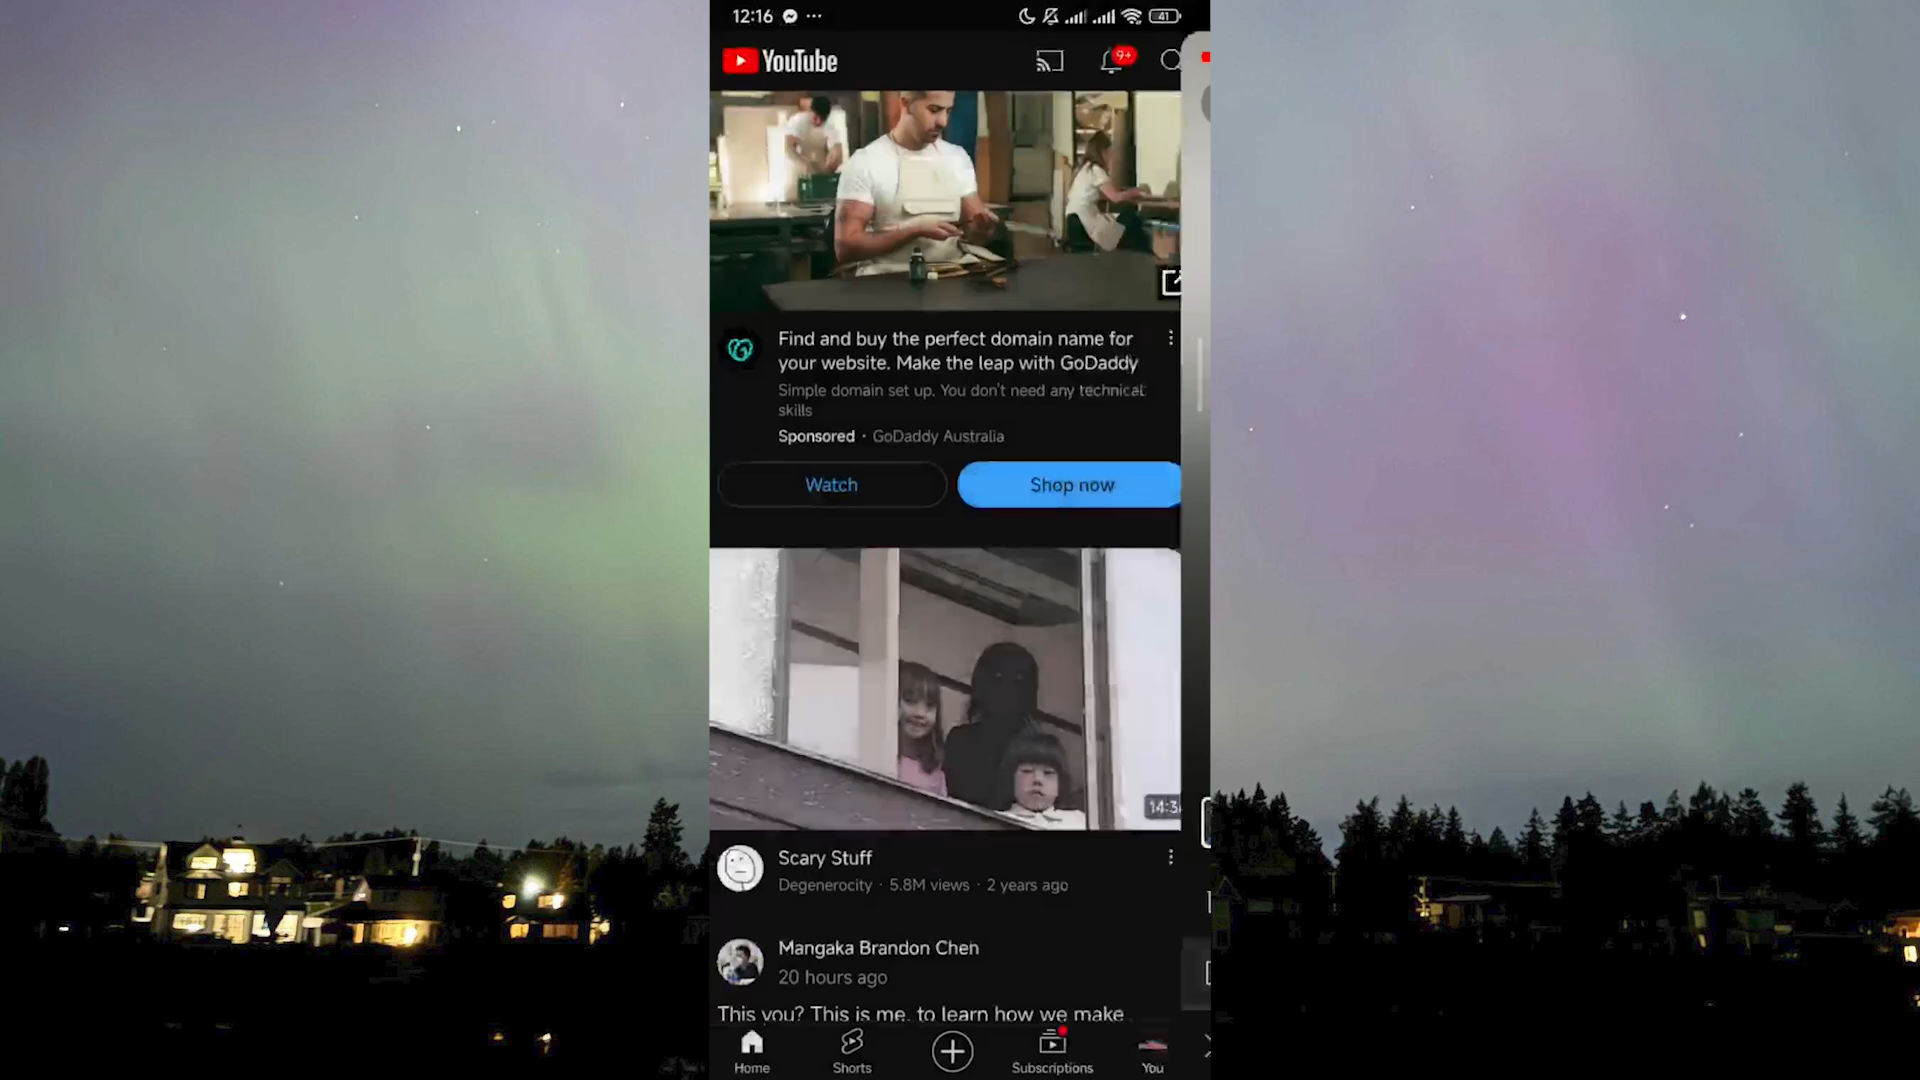 12:16
41
YouTube
9+
Find and buy the perfect domain name for
your website. Make the leap with GoDaddy
Simple domain set up. You don't need any technical
skills
Sponsored · GoDaddy Australia
Watch
Shop now
14:3
Scary Stuff
Degenerocity · 5.8M views · 2 years ago
Mangaka Brandon Chen
20 hours ago
This you? This is me, to learn how we make
Home
Shorts
Subscriptions
You